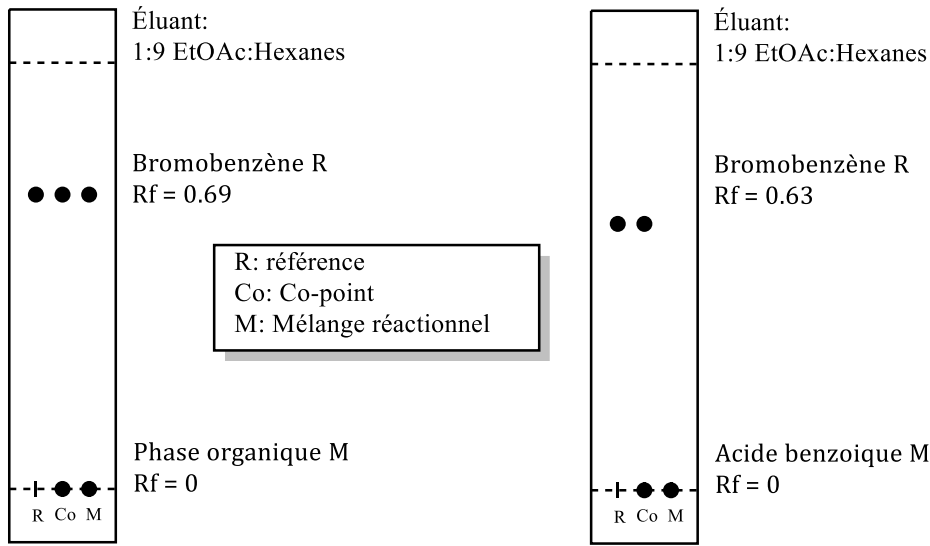 Éluant:
1:9 EtOAc:Hexanes
Bromobenzène R
Rf = 0.69
Phase organique M
Rf = 0
R Co M
R: référence
Co: Co-point
M: Mélange réactionnel
Éluant:
1:9 EtOAc:Hexanes
Bromobenzène R
Rf = 0.63
Acide benzoique M
Rf = 0
R Co M